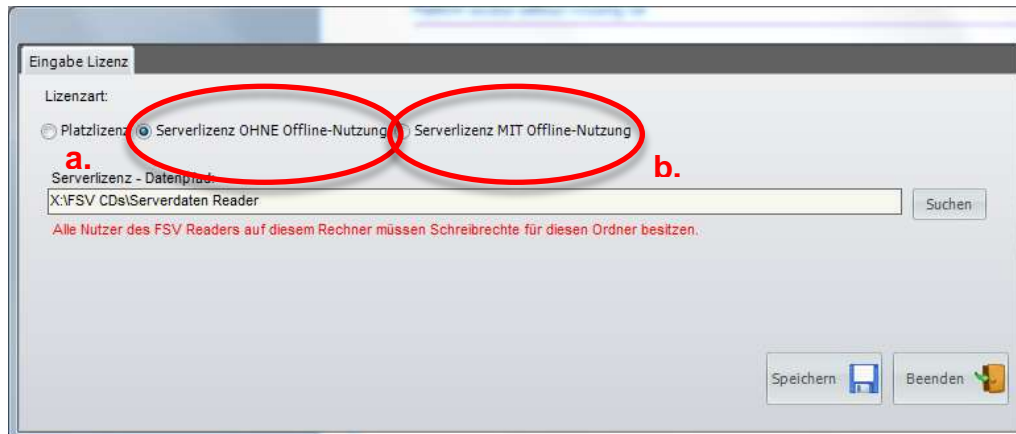 Eingabe Lizenz
Lizenzart:
Platzlizenz Serverlizenz OHNE Offline-Nutzung Serverlizenz MIT Offline-Nutzung
a. b.
Serverlizenz - Datenpfad:
X:\FSV CDs\Serverdaten Reader Suchen
Alle Nutzer des FSV Readers auf diesem Rechner müssen Schreibrechte für diesen Ordner besitzen.
Speichern Beenden